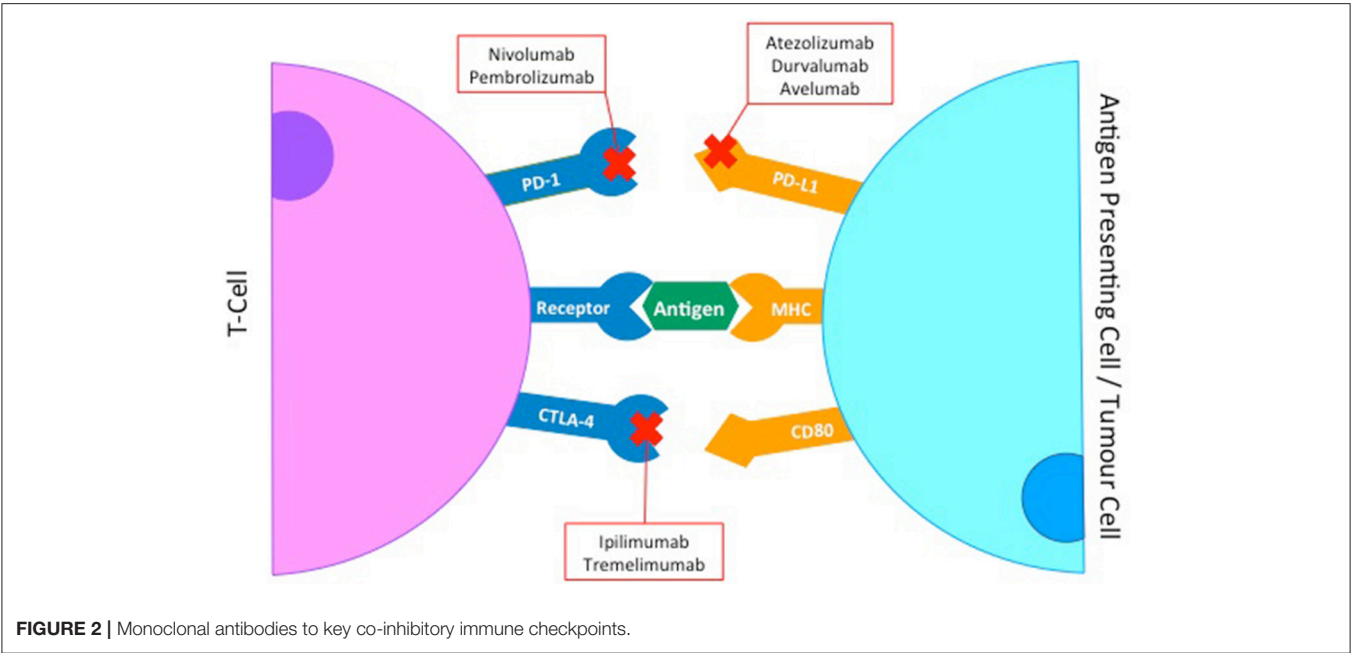 Nivolumab
Pembrolizumab
Atezolizumab
Durvalumab
Avelumab
PD-1
PD-L1
T-Cell
Receptor
Antigen
MHC
Antigen Presenting Cell / Tumour Cell
CTLA-4
CD80
Ipilimumab
Tremelimumab
FIGURE 2 | Monoclonal antibodies to key co-inhibitory immune checkpoints.